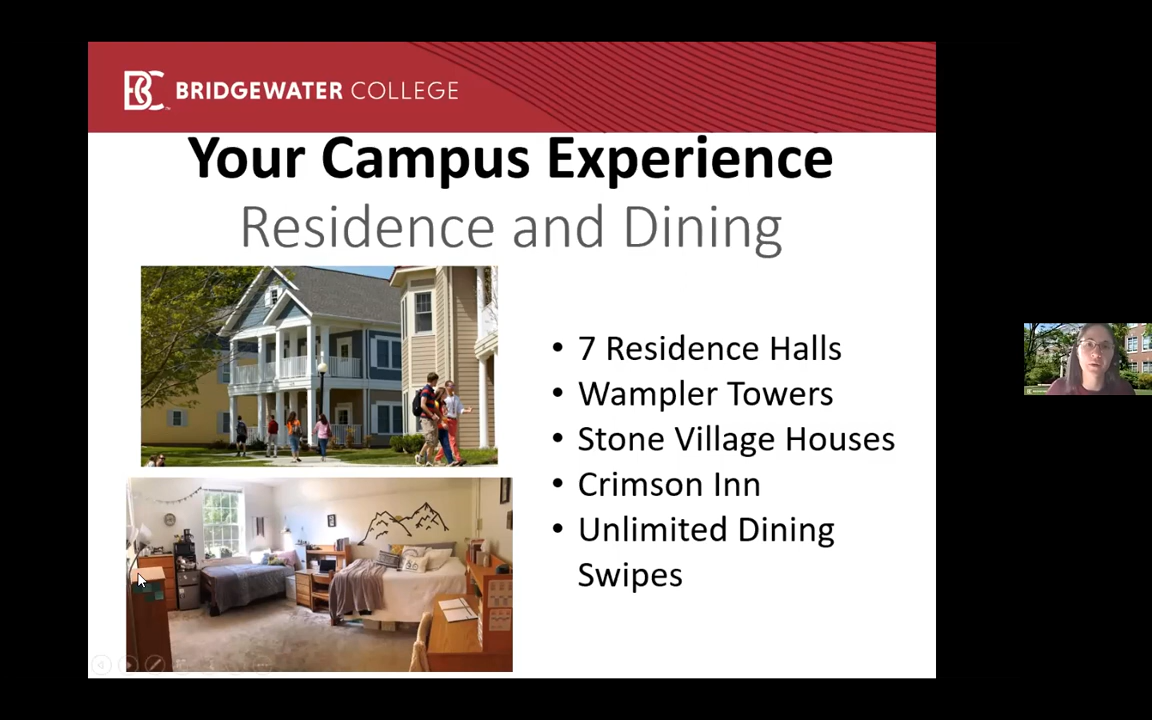 BC BRIDGEWATER COLLEGE
Your Campus Experience
Residence and Dining
• 7 Residence Halls
• Wampler Towers
• Stone Village Houses
• Crimson Inn
• Unlimited Dining
Swipes